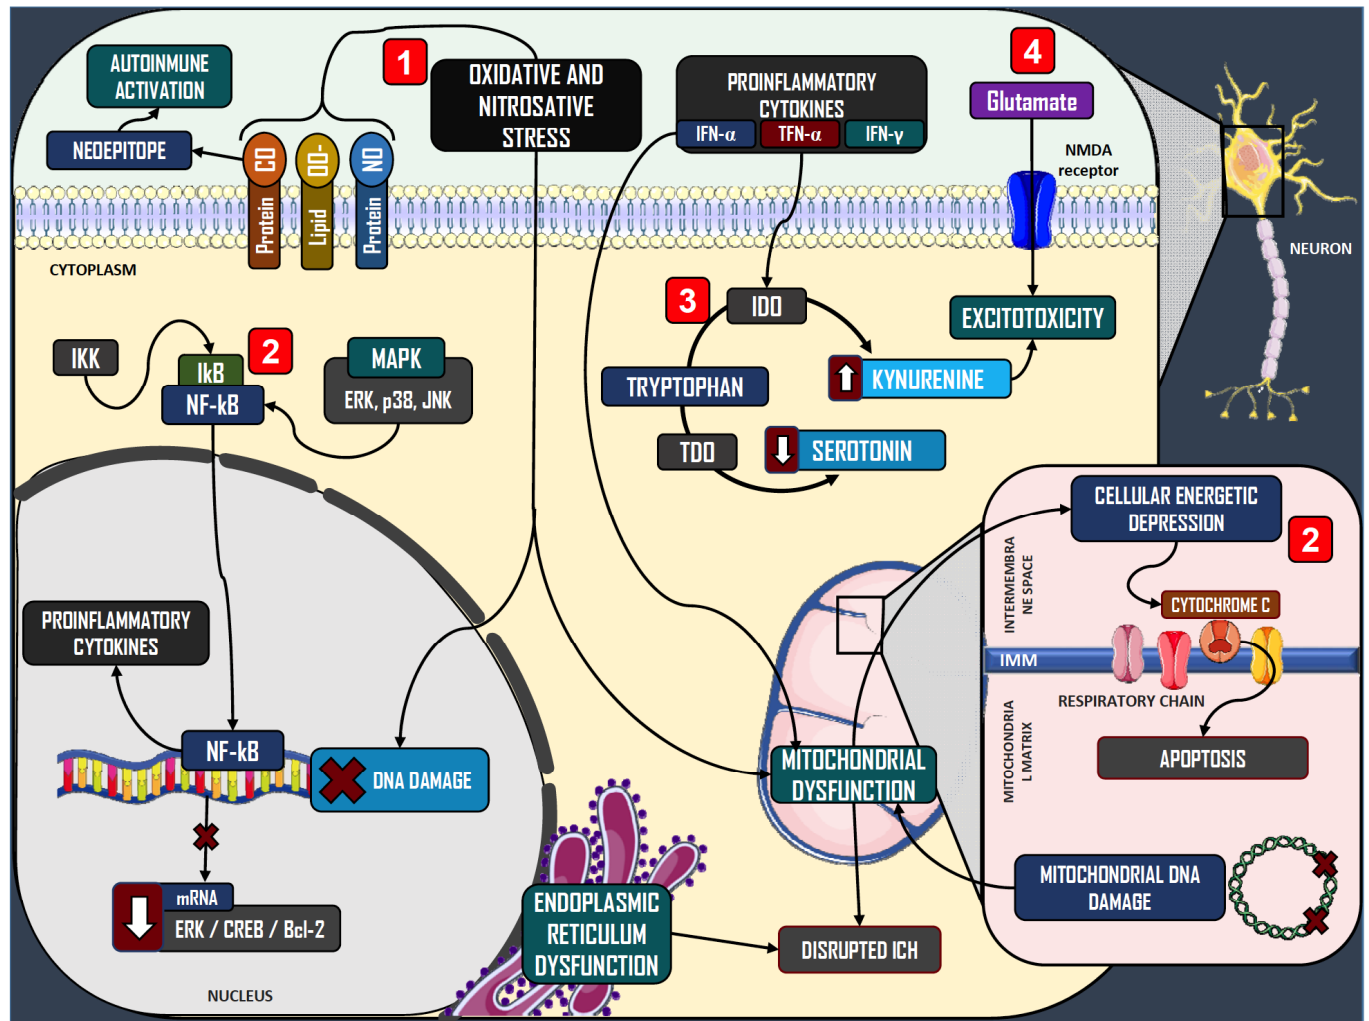 1
4
AUTOINMUNE
ACTIVATION
NEOEPITOPE
CO
OO-
NO
Protein
Lipid
Protein
OXIDATIVE AND
NITROSATIVE
STRESS
PROINFLAMMATORY
CYTOKINES
IFN-α
TFN-α
IFN-γ
Glutamate
NMDA
receptor
NEURON
CYTOPLASM
IKK
2
IkB
NF-kB
MAPK
ERK, p38, JNK
3
IDO
TRYPTOPHAN
TDO
KYNURENINE
SEROTONIN
EXCITOTOXICITY
PROINFLAMMATORY
CYTOKINES
NF-kB
DNA DAMAGE
mRNA
ERK / CREB / Bcl-2
NUCLEUS
ENDOPLASMIC
RETICULUM
DYSFUNCTION
MITOCHONDRIAL
DYSFUNCTION
DISRUPTED ICH
CELLULAR ENERGETIC
DEPRESSION
2
INTERMEMBRA
NE SPACE
CYTOCHROME C
IMM
RESPIRATORY CHAIN
MITOCHONDRIA
L MATRIX
APOPTOSIS
MITOCHONDRIAL DNA
DAMAGE